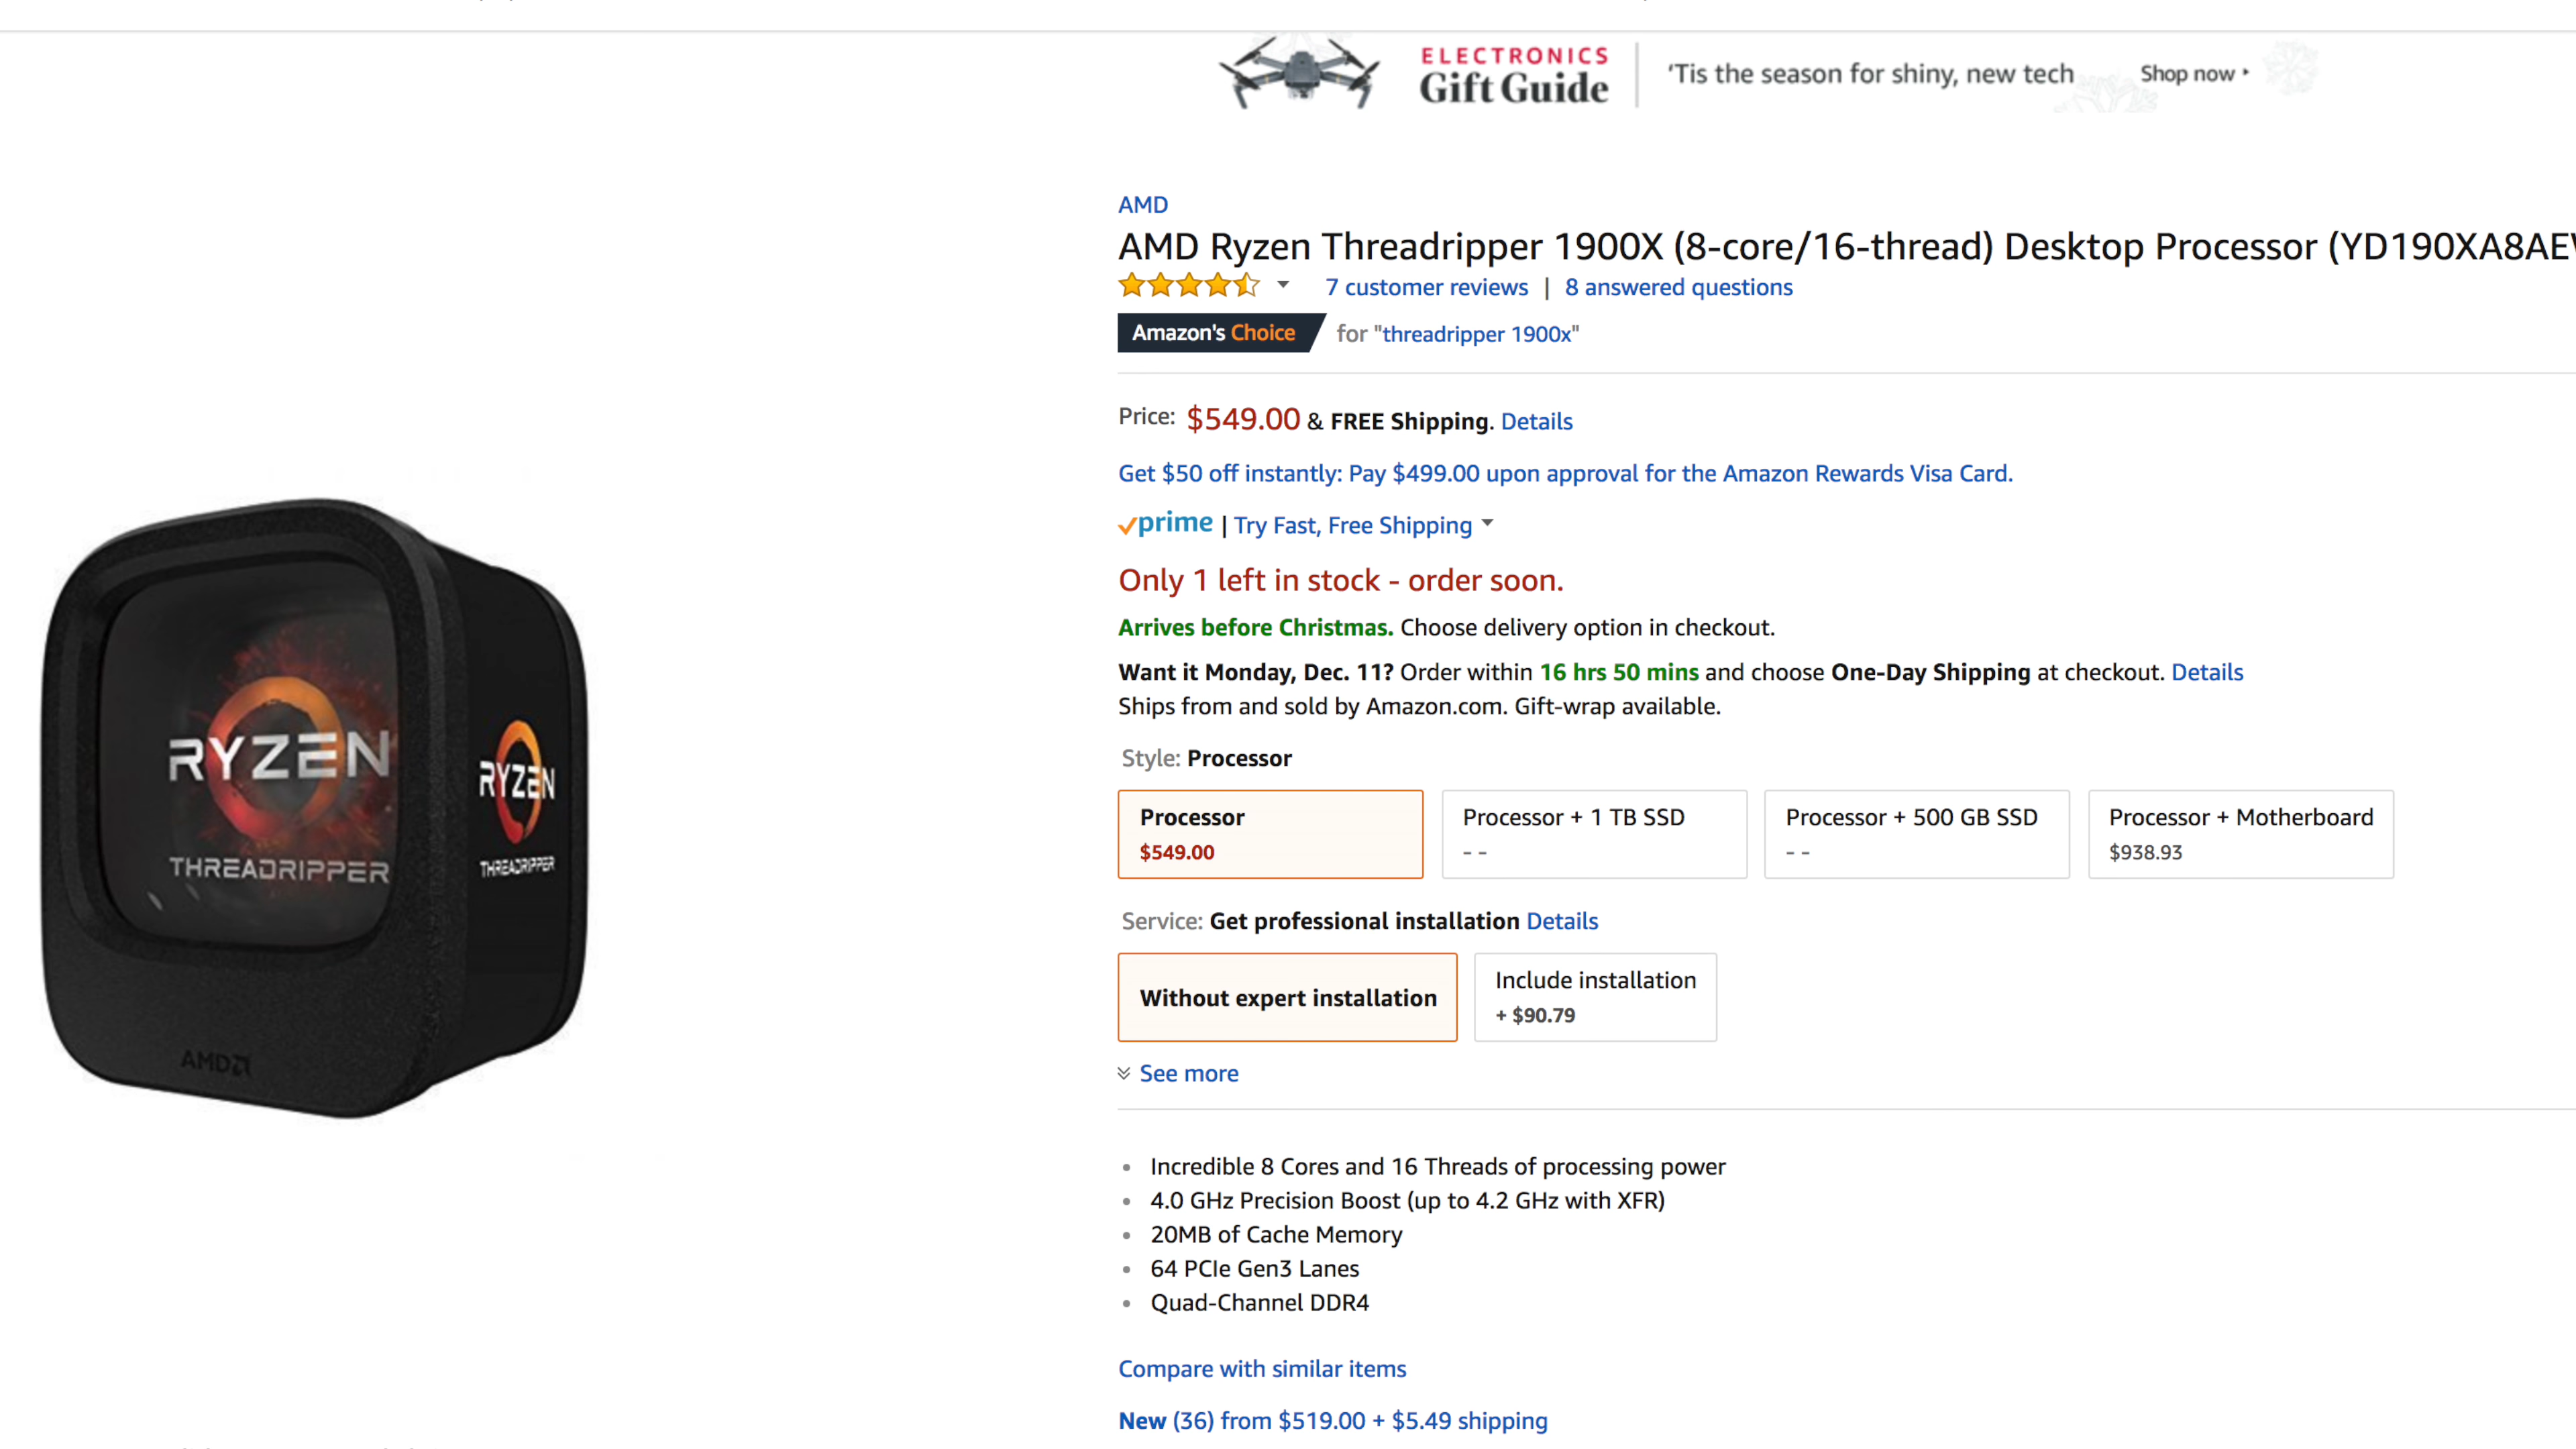 ELECTRONICS
Gift Guide
'Tis the season for shiny, new tech
Shop now
AMD
AMD Ryzen Threadripper 1900X (8-core/16-thread) Desktop Processor (YD190XA8AE
7 customer reviews | 8 answered questions
Amazon's Choice for "threadripper 1900x"
Price: $549.00 & FREE Shipping. Details
Get $50 off instantly: Pay $499.00 upon approval for the Amazon Rewards Visa Card.
prime | Try Fast, Free Shipping
Only 1 left in stock - order soon.
Arrives before Christmas. Choose delivery option in checkout.
Want it Monday, Dec. 11? Order within 16 hrs 50 mins and choose One-Day Shipping at checkout. Details
Ships from and sold by Amazon.com. Gift-wrap available.
Style: Processor
Processor
$549.00
Processor + 1 TB SSD
- -
Processor + 500 GB SSD
- -
Processor + Motherboard
$938.93
Service: Get professional installation Details
Without expert installation
Include installation
+ $90.79
See more
• Incredible 8 Cores and 16 Threads of processing power
• 4.0 GHz Precision Boost (up to 4.2 GHz with XFR)
• 20MB of Cache Memory
• 64 PCIe Gen3 Lanes
• Quad-Channel DDR4
Compare with similar items
New (36) from $519.00 + $5.49 shipping
RYZEN
THREADRIPPER
AMD
RYZEN
THREADRIPPER